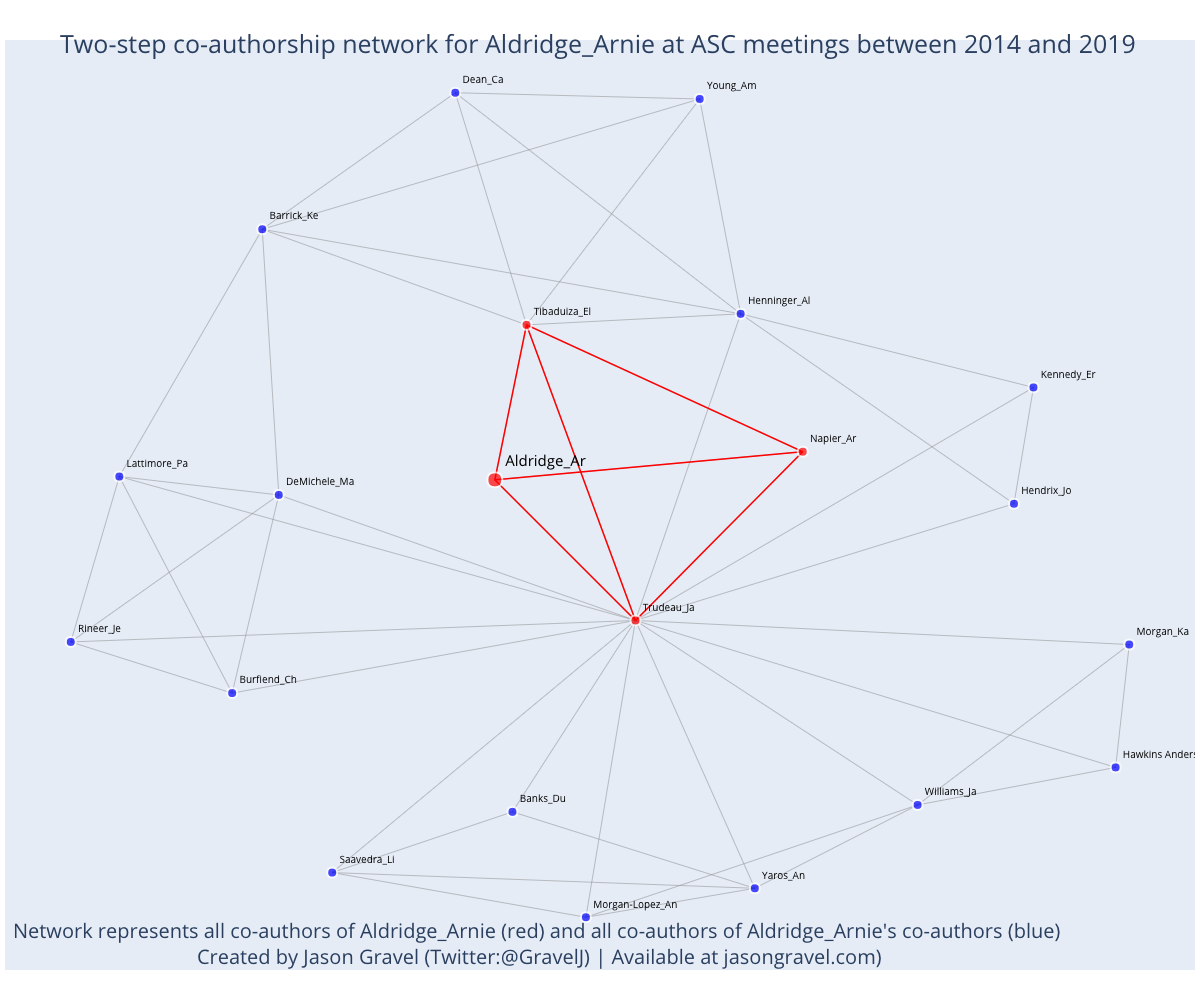 Two-step co-authorship network for Aldridge_Arnie at ASC meetings between 2014 and 2019
Dean_Ca
Young_Am
Barrick_Ke
Tibaduiza_El
Henninger_Al
Kennedy_Er
Napier_Ar
Aldridge_Ar
Lattimore_Pa
DeMichele_Ma
Hendrix_Jo
Trudeau_Ja
Rineer_Je
Morgan_Ka
Burfiend_Ch
Hawkins Anders
Williams_Ja
Banks_Du
Saavedra_Li
Yaros_An
Morgan-Lopez_An
Network represents all co-authors of Aldridge_Arnie (red) and all co-authors of Aldridge_Arnie's co-authors (blue)
Created by Jason Gravel (Twitter:@GravelJ) | Available at jasongravel.com)